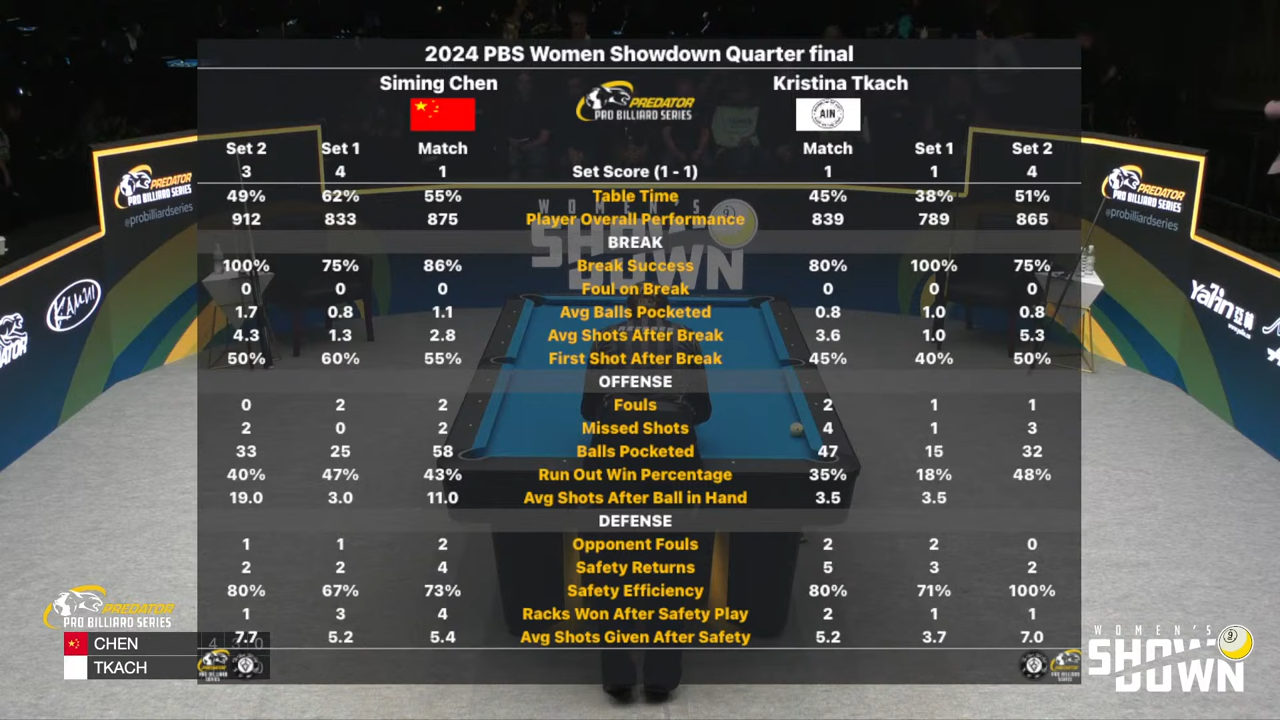 2024 PBS Women Showdown Quarter final
Siming Chen
Kristina Tkach
PREDATOR
PRO BILLIARD SERIES
AIN
Set 2 Set 1 Match Match Set 1 Set 2
3 4 1 Set Score (1 - 1) 1 1 4
49% 62% 55% Table Time 45% 38% 51%
912 833 875 Player Overall Performance 839 789 865
BREAK
100% 75% 86% Break Success 80% 100% 75%
0 0 0 Foul on Break 0 0 0
1.7 0.8 1.1 Avg Balls Pocketed 0.8 1.0 0.8
4.3 1.3 2.8 Avg Shots After Break 3.6 1.0 5.3
50% 60% 55% First Shot After Break 45% 40% 50%
OFFENSE
0 2 2 Fouls 2 1 1
2 0 2 Missed Shots 4 1 3
33 25 58 Balls Pocketed 47 15 32
40% 47% 43% Run Out Win Percentage 35% 18% 48%
19.0 3.0 11.0 Avg Shots After Ball in Hand 3.5 3.5
DEFENSE
1 1 2 Opponent Fouls 2 2 0
2 2 4 Safety Returns 5 3 2
80% 67% 73% Safety Efficiency 80% 71% 100%
1 3 4 Racks Won After Safety Play 2 1 1
7.7 5.2 5.4 Avg Shots Given After Safety 5.2 3.7 7.0
PREDATOR
PRO BILLIARD SERIES
@probilliardseries
KAMUI
PREDATOR
PRO BILLIARD SERIES
@probilliardseries
WOMEN'S
SHOWDOWN
PREDATOR
PRO BILLIARD SERIES
CHEN
TKACH
WOMEN'S
SHOWDOWN
9